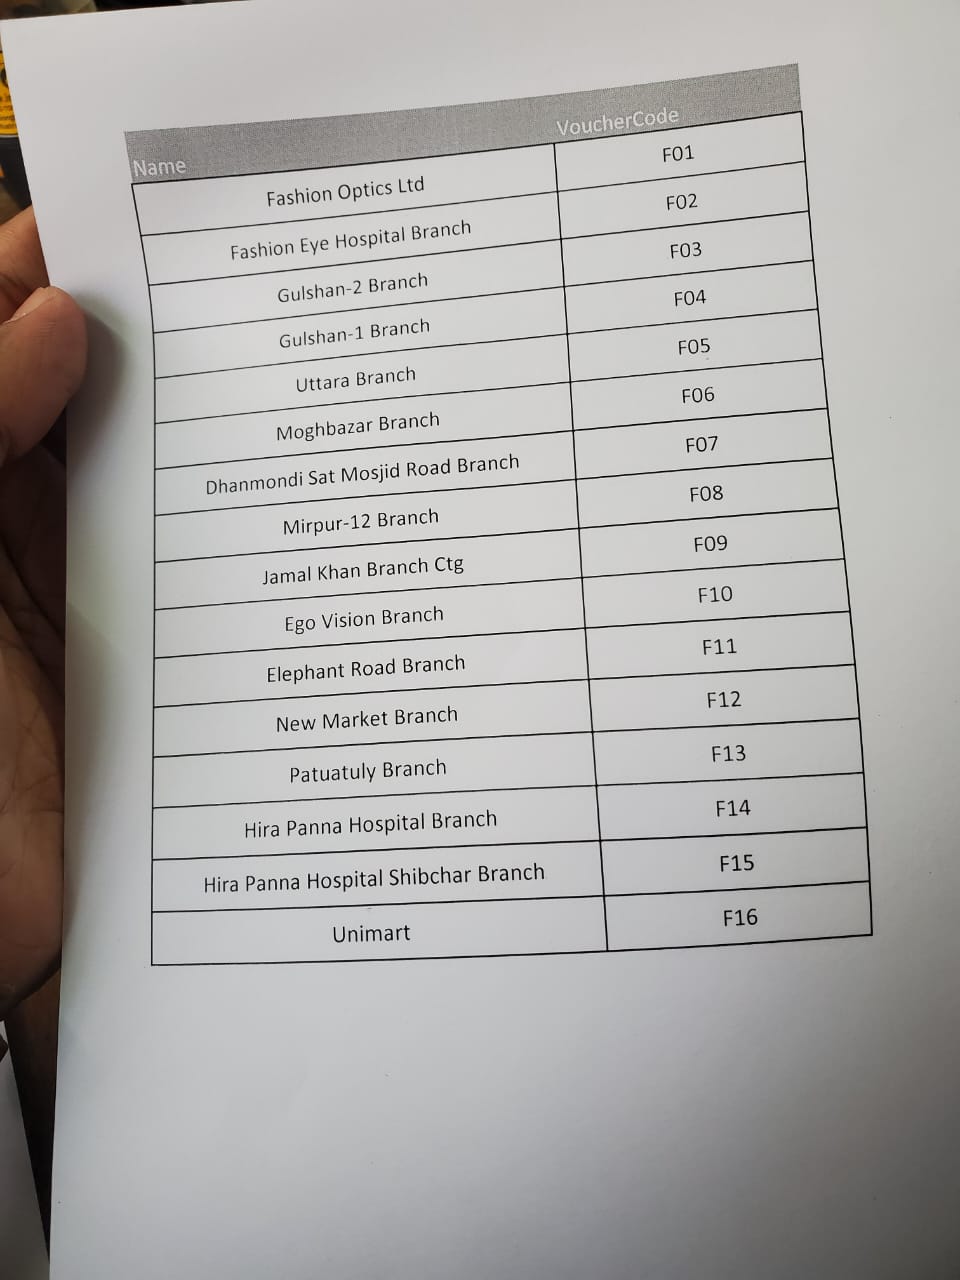 Name VoucherCode
Fashion Optics Ltd F01
Fashion Eye Hospital Branch F02
Gulshan-2 Branch F03
Gulshan-1 Branch F04
Uttara Branch F05
Moghbazar Branch F06
Dhanmondi Sat Mosjid Road Branch F07
Mirpur-12 Branch F08
Jamal Khan Branch Ctg F09
Ego Vision Branch F10
Elephant Road Branch F11
New Market Branch F12
Patuatuly Branch F13
Hira Panna Hospital Branch F14
Hira Panna Hospital Shibchar Branch F15
Unimart F16